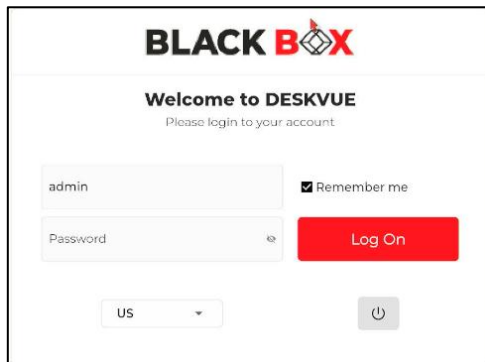 BLACK BOX
Welcome to DESKVUE
Please login to your account
admin
Remember me
Password
Log On
US